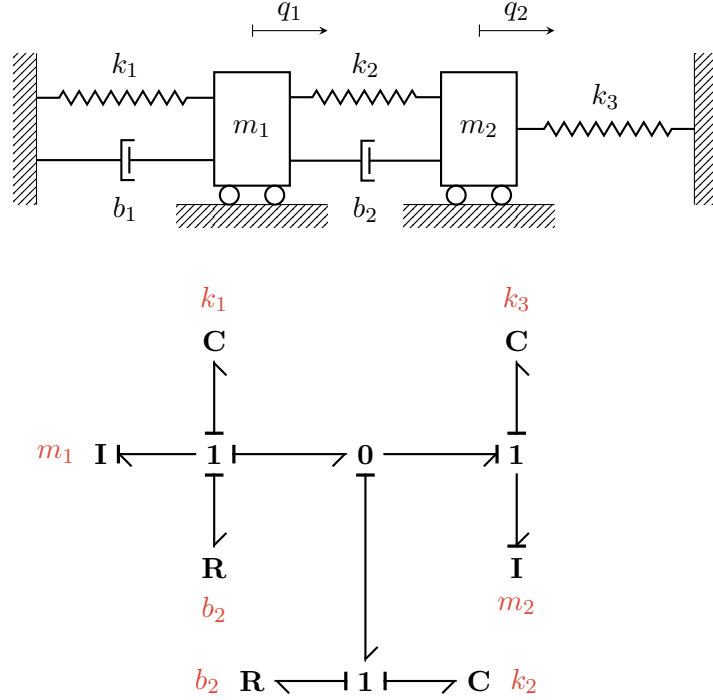 q₁ q₂
k₁ k₂ k₃
m₁ m₂
b₁ b₂
k₁ k₃
C C
m₁ I 1 0 1
R I
b₂ m₂
b₂ R 1 C k₂